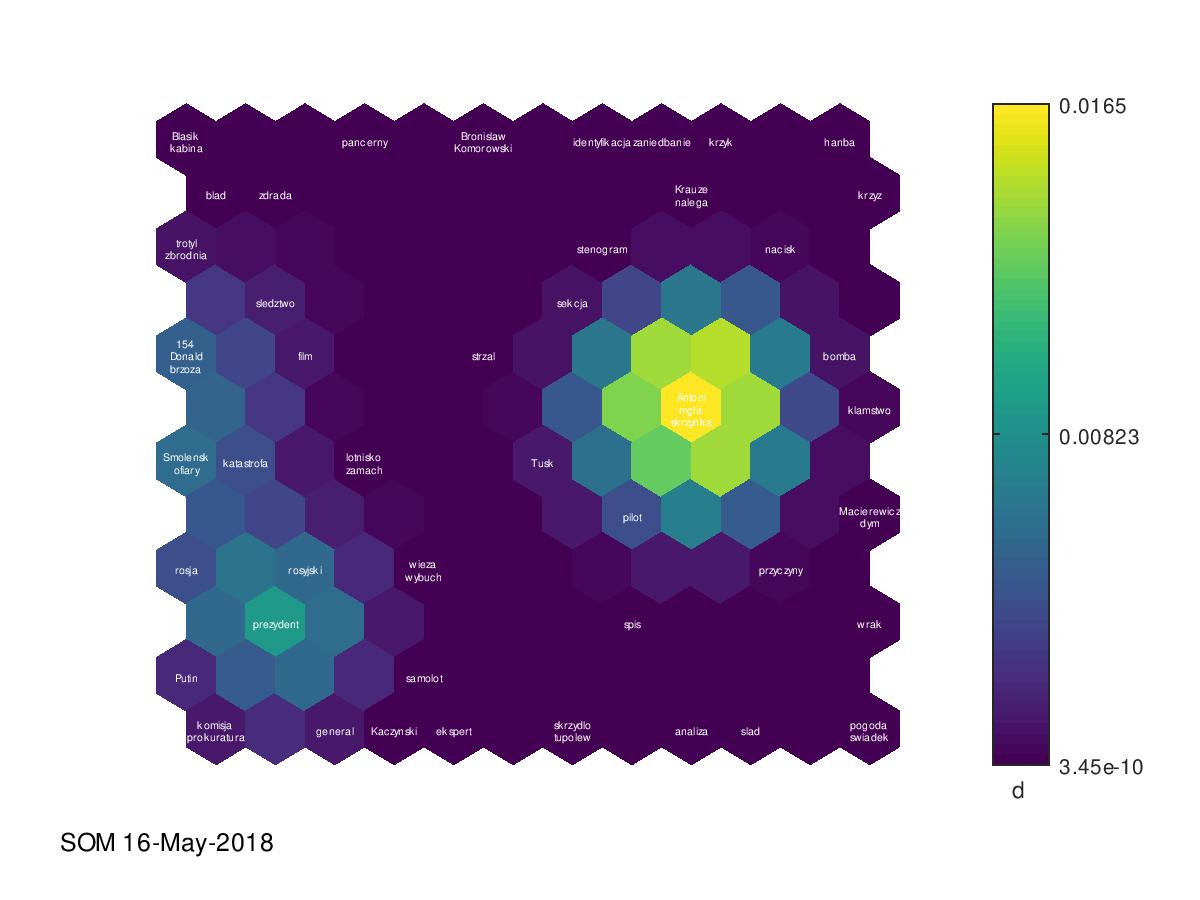 0.0165
Blasik
kabina
pancerny
Bronislaw
Komorowski
identyfikacja zaniedbanie
krzyk
hanba
blad
zdrada
Krauze
nalega
krzyz
trotyl
zbrodnia
stenogram
nacisk
sledztwo
sekcja
154
Donald
brzoza
film
strzal
bomba
Antoni
mgla
skrzynka
klamstwo
0.00823
Smolensk
ofiary
katastrofa
lotnisko
zamach
Tusk
pilot
Macierewicz
dym
rosja
rosyjski
wieza
wybuch
przyczyny
prezydent
spis
wrak
Putin
samolot
komisja
prokuratura
general
Kaczynski
ekspert
skrzydlo
tupolew
analiza
slad
pogoda
swiadek
3.45e-10
d
SOM 16-May-2018